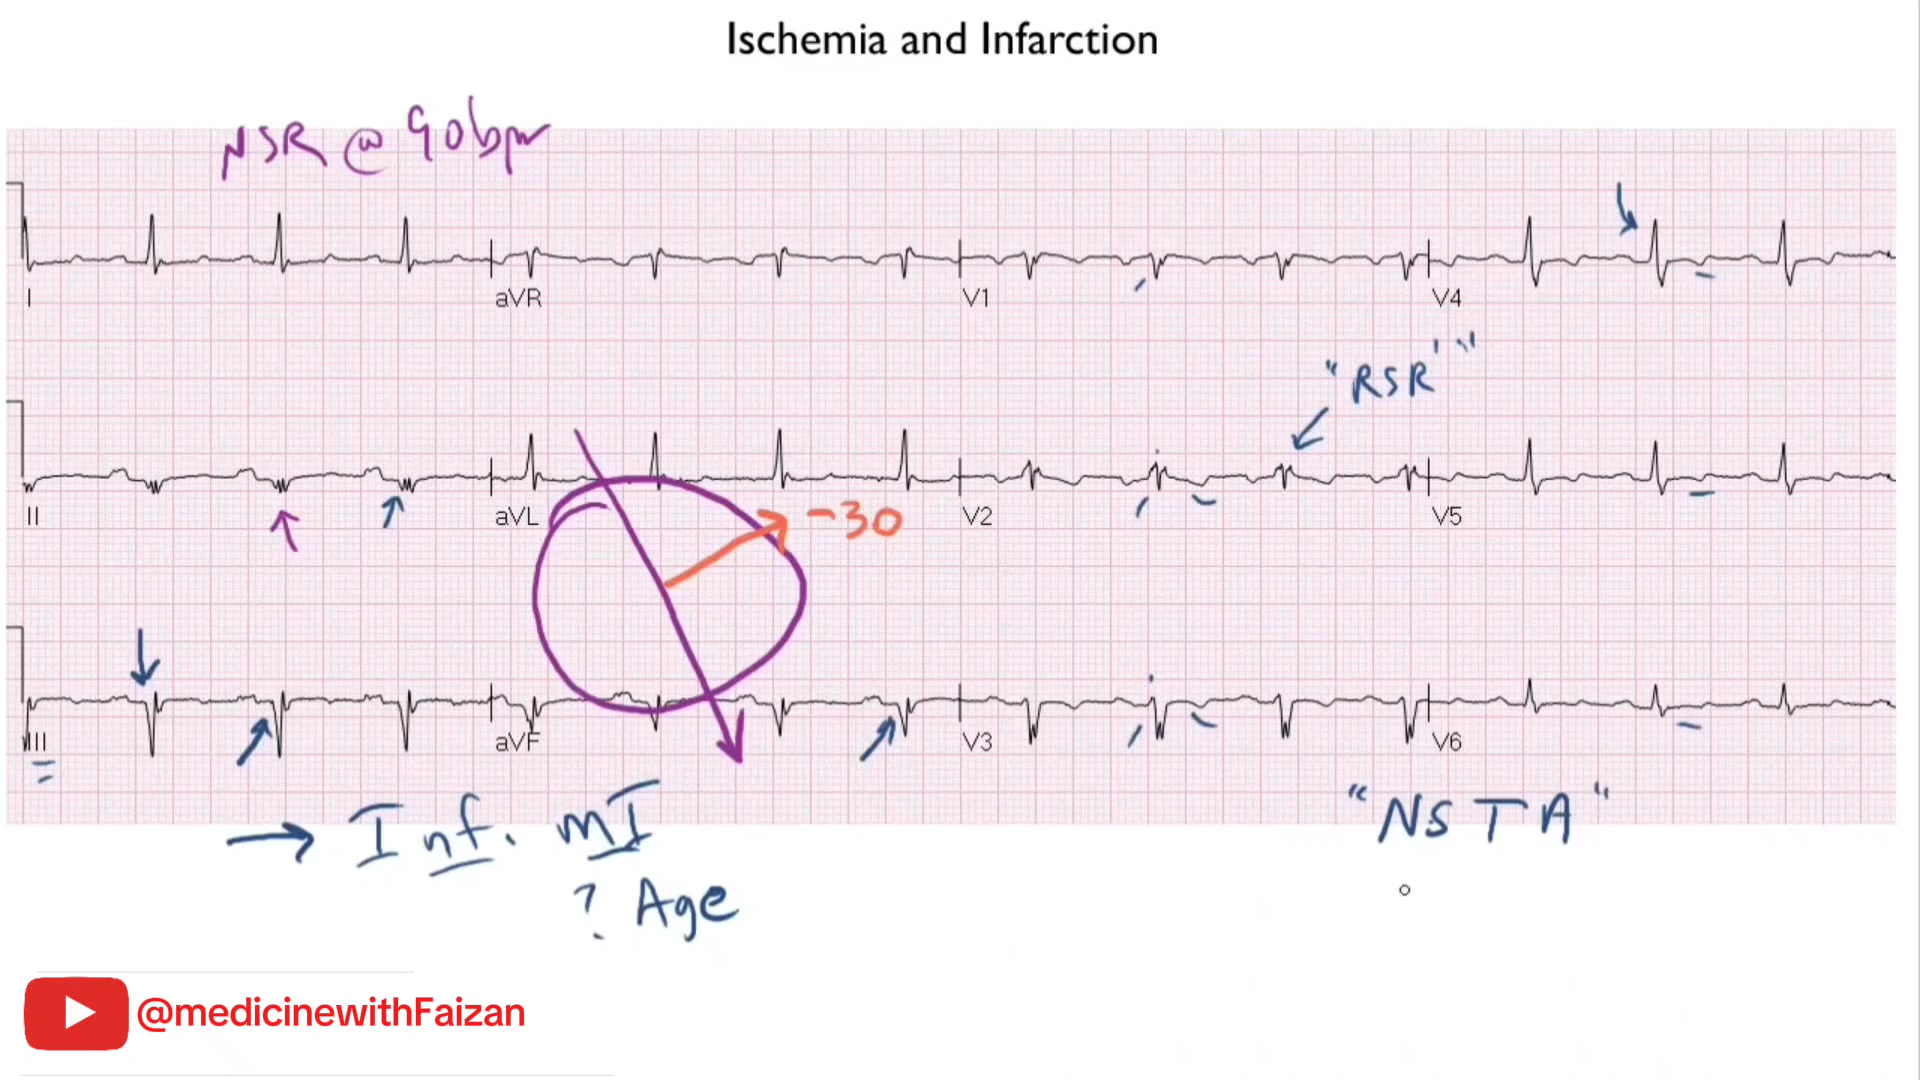 Ischemia and Infarction
NSR @ 90bpm
I aVR V1 V4
"RSR'"
II aVL V2 V5
-30
III aVF V3 V6
→ Inf. MI
"NSTA"
? Age
@medicinewithFaizan